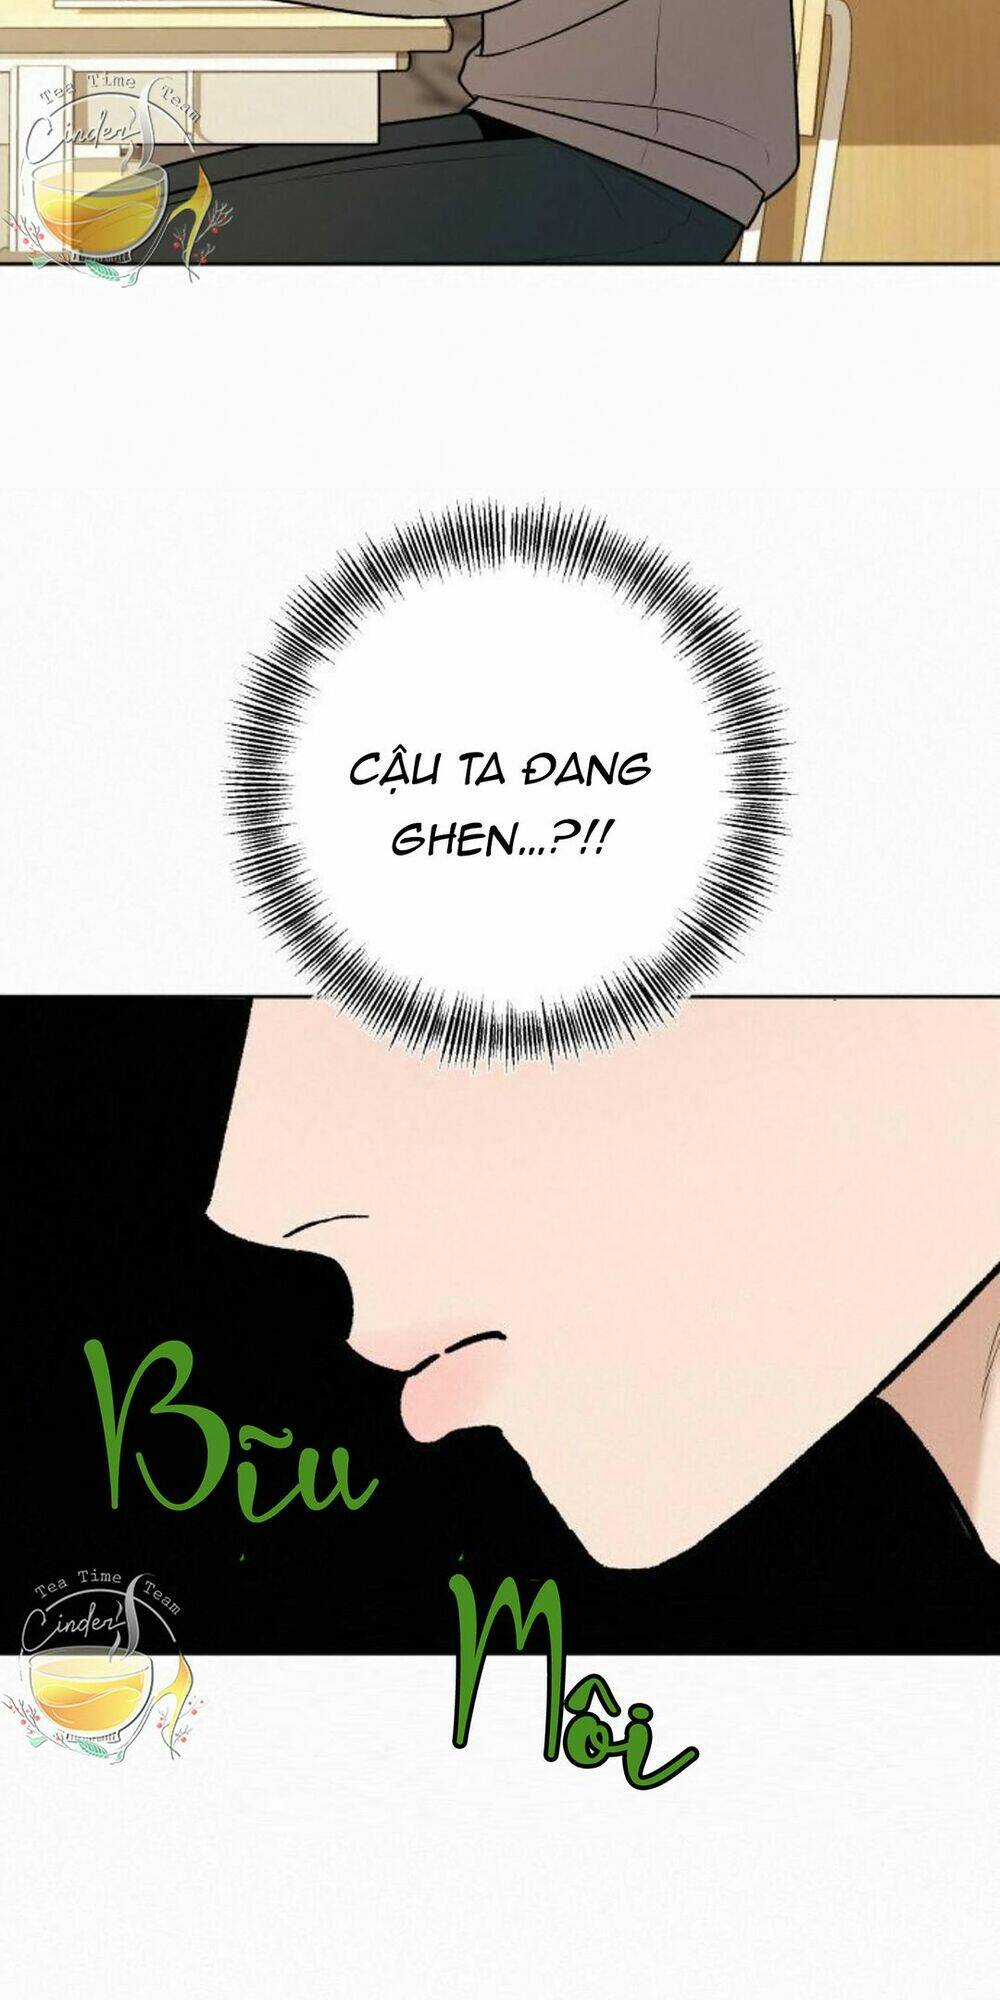 Tea Time Team
Cinder's
CẬU TA ĐANG
GHEN...?!!
Bĩu
Môi
Tea Time Team
Cinder's